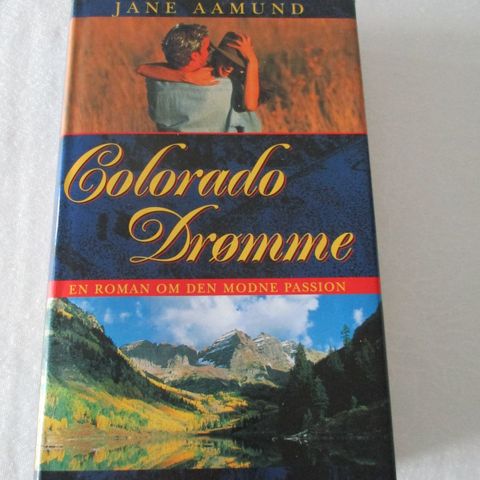 JANE AAMUND
Colorado
Drømme
EN ROMAN OM DEN MODNE PASSION